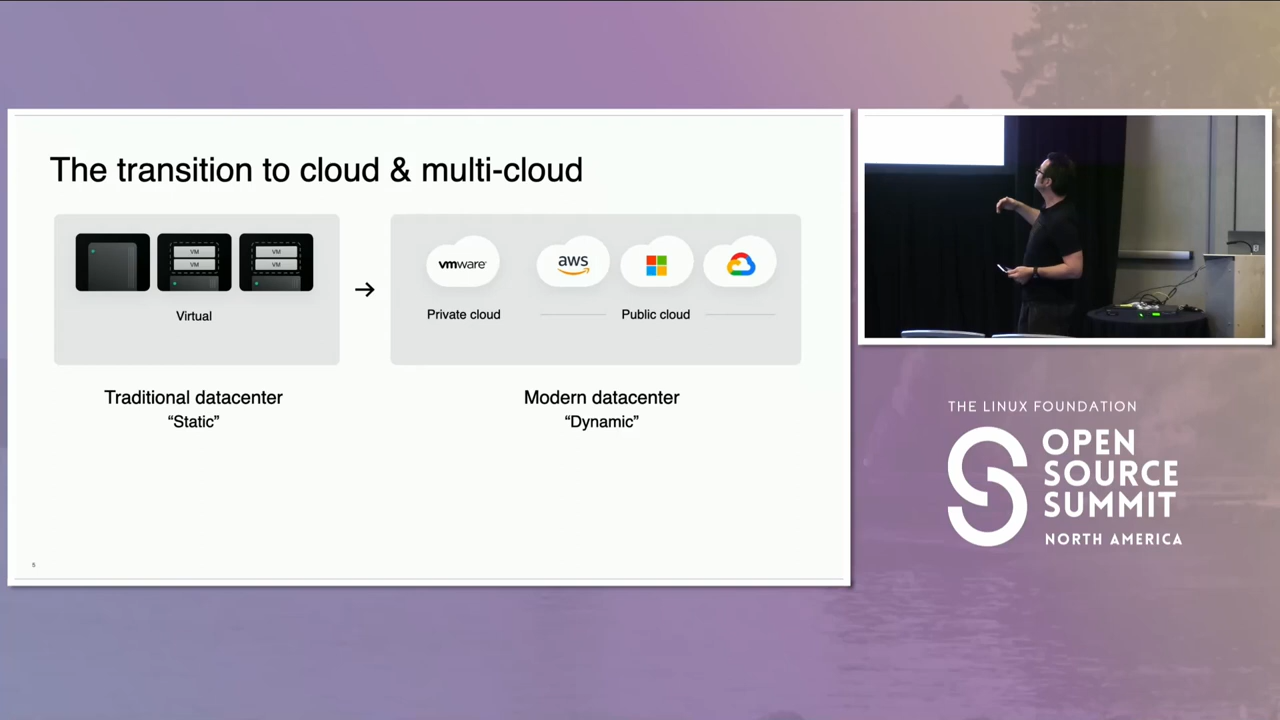 The transition to cloud & multi-cloud
VM
VM
VM
VM
Virtual
vmware
aws
Private cloud
Public cloud
Traditional datacenter
“Static”
Modern datacenter
“Dynamic”
5
THE LINUX FOUNDATION
OPEN
SOURCE
SUMMIT
NORTH AMERICA